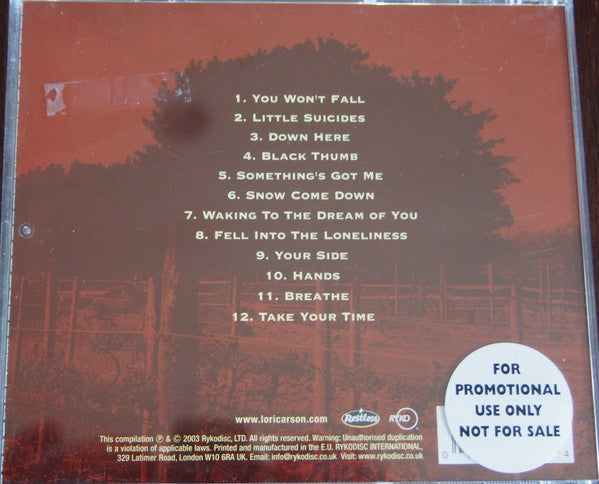 1. YOU WON'T FALL
2. LITTLE SUICIDES
3. DOWN HERE
4. BLACK THUMB
5. SOMETHING'S GOT ME
6. SNOW COME DOWN
7. WAKING TO THE DREAM OF YOU
8. FELL INTO THE LONELINESS
9. YOUR SIDE
10. HANDS
11. BREATHE
12. TAKE YOUR TIME
www.loricarson.com
Restless
RYKO
This compilation ℗ & © 2003 Rykodisc, LTD. All rights reserved. Warning: Unauthorised duplication
is a violation of applicable laws. Printed and manufactured in the E.U. RYKODISC INTERNATIONAL,
329 Latimer Road, London W10 6RA UK. Email: info@rykodisc.co.uk Visit: www.rykodisc.co.uk
FOR
PROMOTIONAL
USE ONLY
NOT FOR SALE
0
4